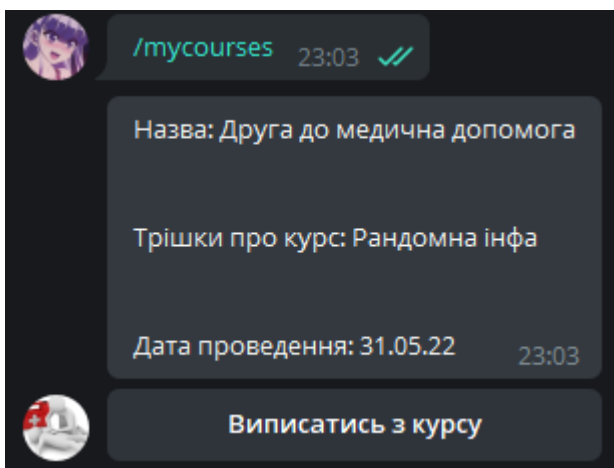 /mycourses 23:03
Назва: Друга до медична допомога
Трішки про курс: Рандомна інфа
Дата проведення: 31.05.22 23:03
Виписатись з курсу